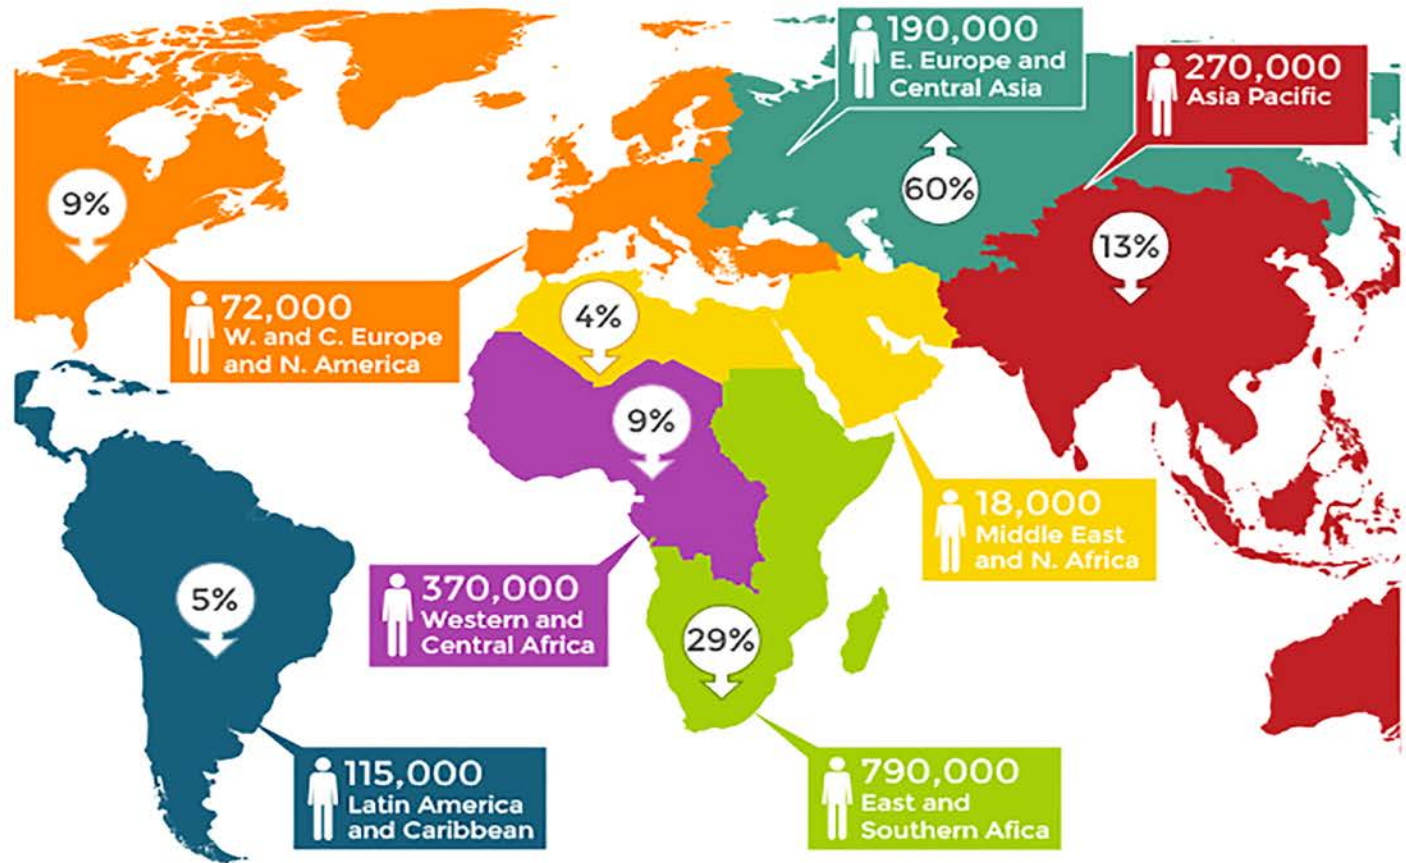 190,000
E. Europe and
Central Asia
270,000
Asia Pacific
60%
9%
13%
72,000
W. and C. Europe
and N. America
4%
9%
18,000
Middle East
and N. Africa
370,000
Western and
Central Africa
5%
29%
115,000
Latin America
and Caribbean
790,000
East and
Southern Afica